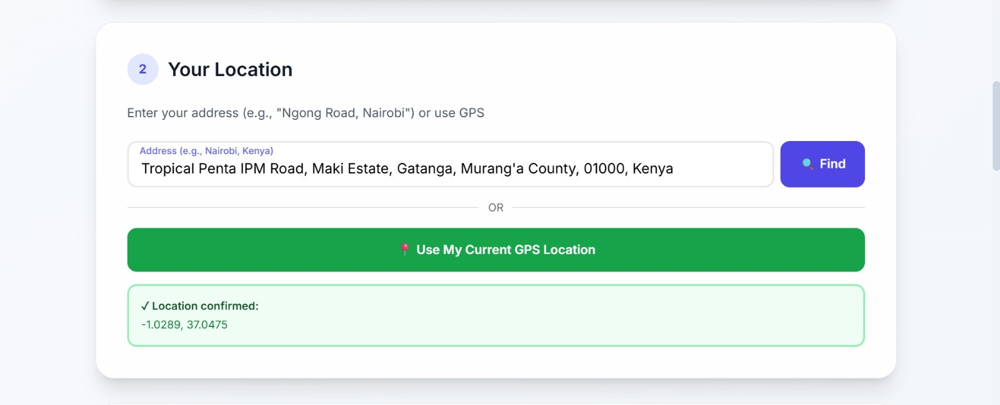 2
Your Location
Enter your address (e.g., "Ngong Road, Nairobi") or use GPS
Address (e.g., Nairobi, Kenya)
Tropical Penta IPM Road, Maki Estate, Gatanga, Murang'a County, 01000, Kenya
🔍 Find
OR
📍 Use My Current GPS Location
✓ Location confirmed:
-1.0289, 37.0475